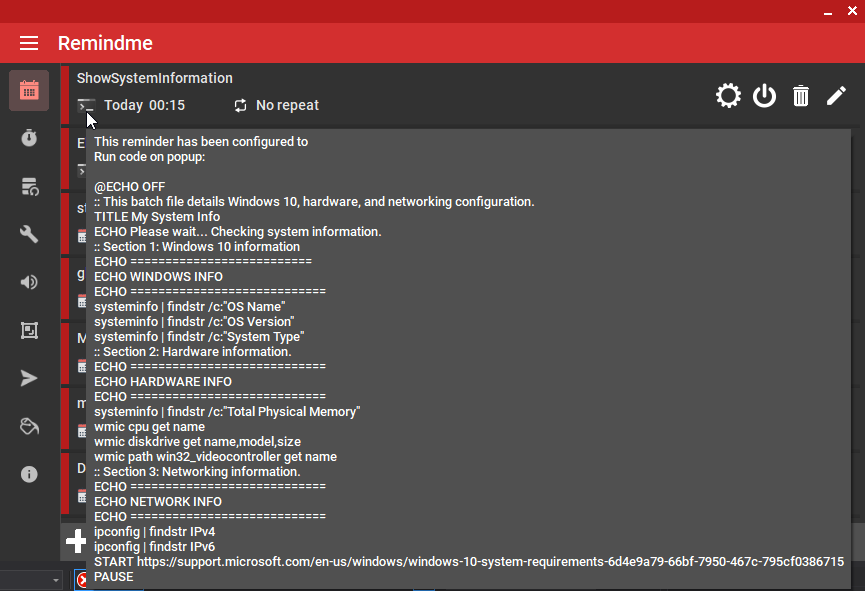 Remindme
ShowSystemInformation
Today 00:15 No repeat
This reminder has been configured to
Run code on popup:
@ECHO OFF
:: This batch file details Windows 10, hardware, and networking configuration.
TITLE My System Info
ECHO Please wait... Checking system information.
:: Section 1: Windows 10 information
ECHO ==========================
ECHO WINDOWS INFO
ECHO ============================
systeminfo | findstr /c:"OS Name"
systeminfo | findstr /c:"OS Version"
systeminfo | findstr /c:"System Type"
:: Section 2: Hardware information.
ECHO ============================
ECHO HARDWARE INFO
ECHO ============================
systeminfo | findstr /c:"Total Physical Memory"
wmic cpu get name
wmic diskdrive get name,model,size
wmic path win32_videocontroller get name
:: Section 3: Networking information.
ECHO ============================
ECHO NETWORK INFO
ECHO ============================
ipconfig | findstr IPv4
ipconfig | findstr IPv6
START https://support.microsoft.com/en-us/windows/windows-10-system-requirements-6d4e9a79-66bf-7950-467c-795cf0386715
PAUSE